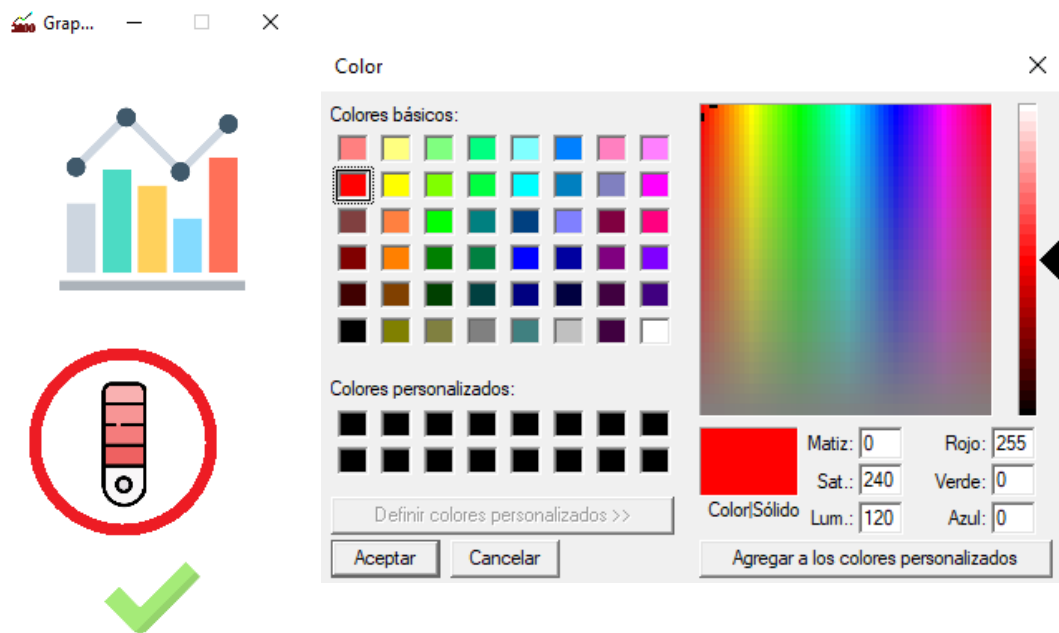 Grap...
Color
Colores básicos:
Colores personalizados:
Definir colores personalizados >>
Aceptar
Cancelar
Color|Sólido
Matiz: 0
Sat.: 240
Lum.: 120
Rojo: 255
Verde: 0
Azul: 0
Agregar a los colores personalizados